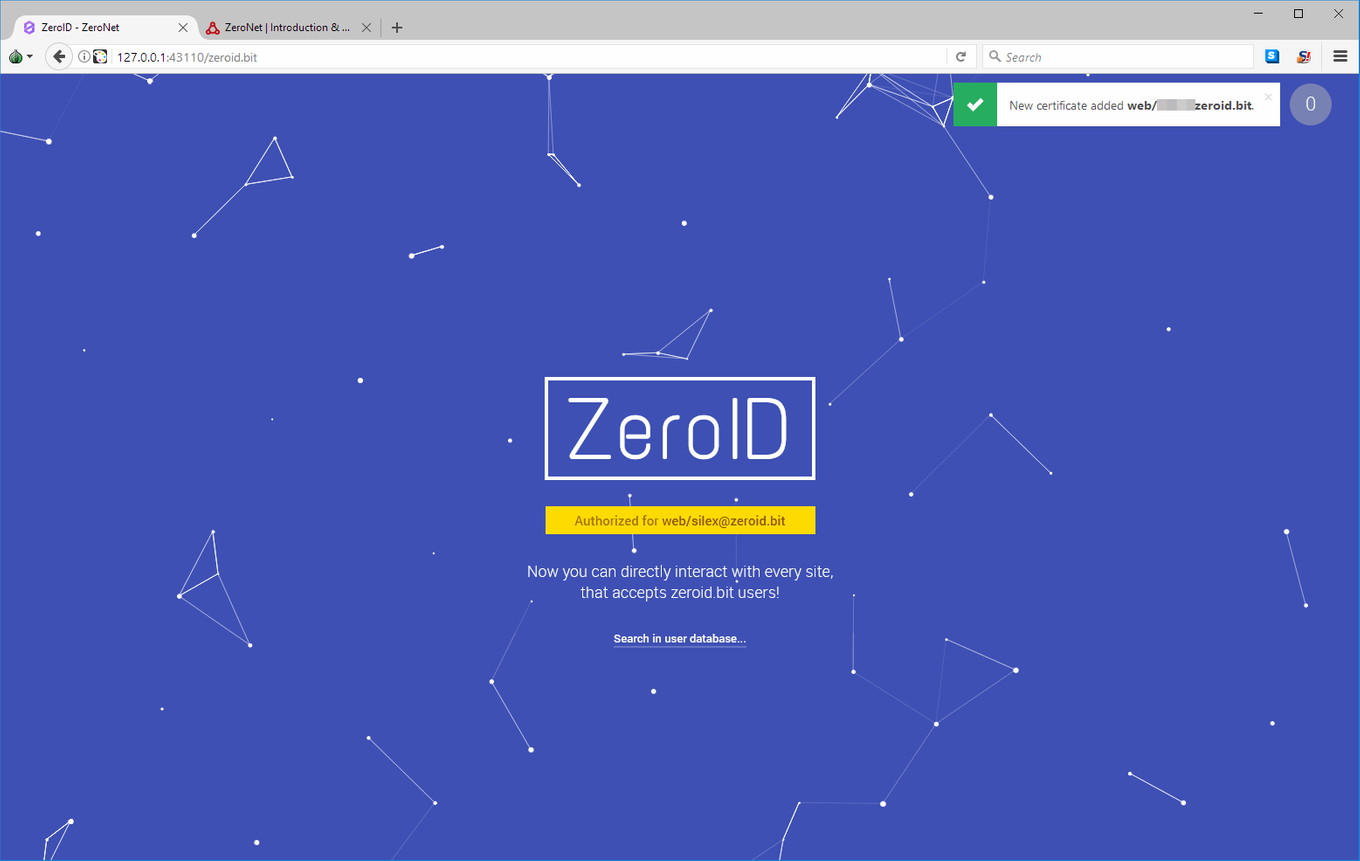 ZeroID - ZeroNet
ZeroNet | Introduction & ...
127.0.0.1:43110/zeroid.bit
Search
New certificate added web/ zeroid.bit.
0
ZeroID
Authorized for web/silex@zeroid.bit
Now you can directly interact with every site,
that accepts zeroid.bit users!
Search in user database...